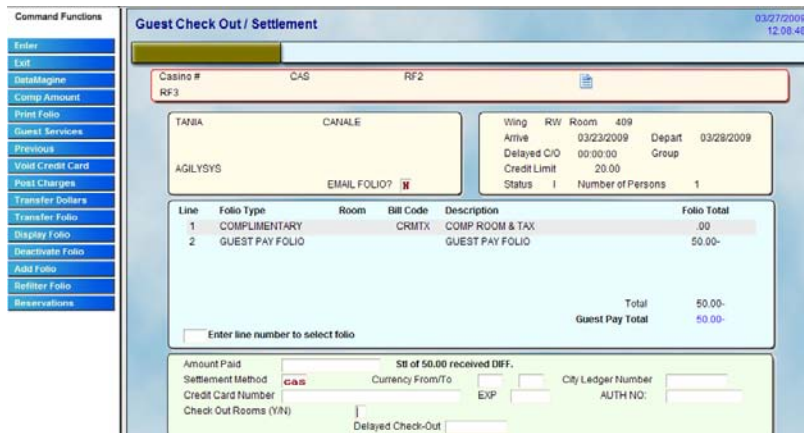 Command Functions
Enter
Exit
DataMagine
Comp Amount
Print Folio
Guest Services
Previous
Void Credit Card
Post Charges
Transfer Dollars
Transfer Folio
Display Folio
Deactivate Folio
Add Folio
Refilter Folio
Reservations
Guest Check Out / Settlement
03/27/2009
12:08:48
Casino # CAS RF2
RF3
TANIA CANALE
AGILYSYS
EMAIL FOLIO? N
Wing RW Room 409
Arrive 03/23/2009 Depart 03/28/2009
Delayed C/O 00:00:00 Group
Credit Limit 20.00
Status I Number of Persons 1
Line Folio Type Room Bill Code Description Folio Total
1 COMPLIMENTARY CRMTX COMP ROOM & TAX .00
2 GUEST PAY FOLIO GUEST PAY FOLIO 50.00-
Total 50.00-
Guest Pay Total 50.00-
Enter line number to select folio
Amount Paid Stl of 50.00 received DIFF.
Settlement Method cas Currency From/To City Ledger Number
Credit Card Number EXP AUTH NO:
Check Out Rooms (Y/N)
Delayed Check-Out